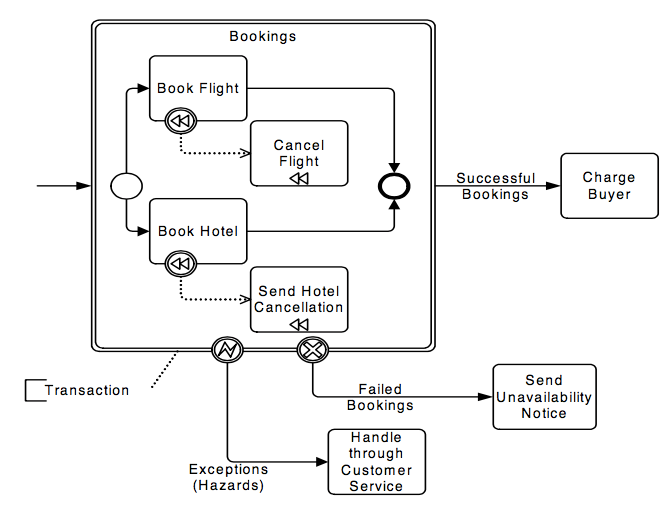 Bookings
Book Flight
Cancel
Flight
Successful
Bookings
Charge
Buyer
Book Hotel
Send Hotel
Cancellation
Transaction
Failed
Bookings
Send
Unavailability
Notice
Exceptions
(Hazards)
Handle
through
Customer
Service